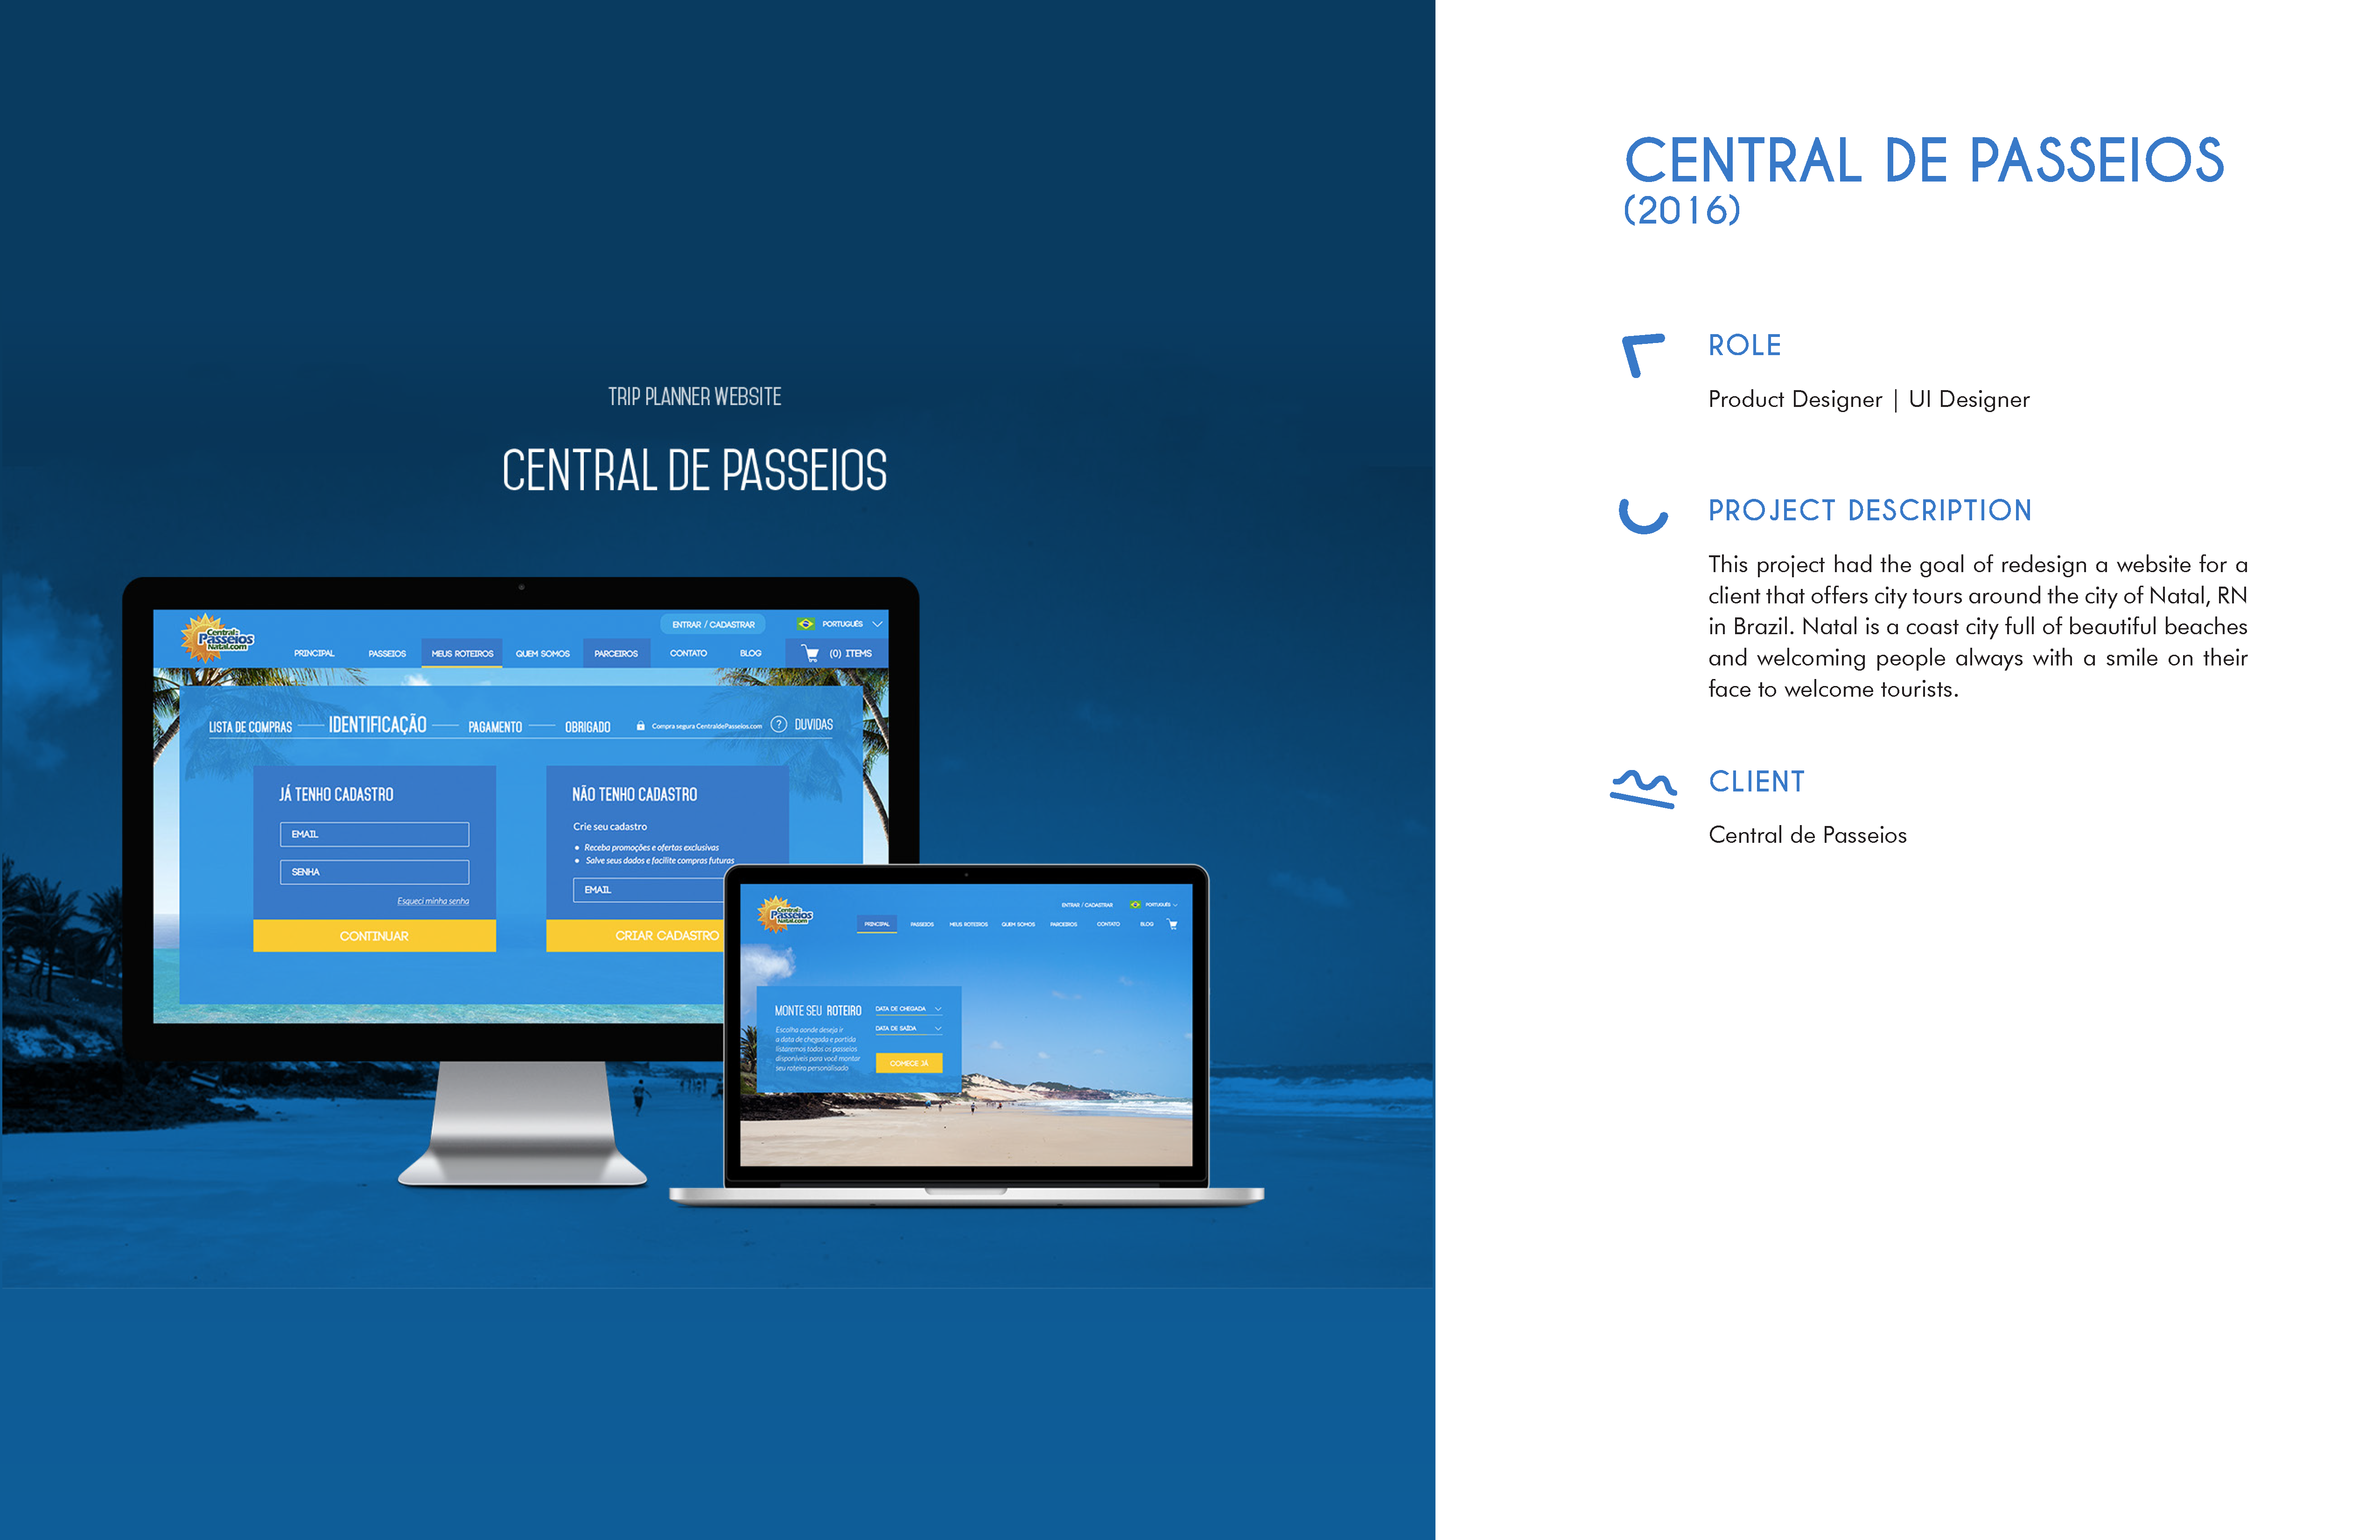 TRIP PLANNER WEBSITE
CENTRAL DE PASSEIOS
Central de
Passeios
Natal.com
ENTRAR / CADASTRAR
PORTUGUÊS
PRINCIPAL
PASSEIOS
MEUS ROTEIROS
QUEM SOMOS
PARCEIROS
CONTATO
BLOG
(0) ITEMS
LISTA DE COMPRAS
IDENTIFICAÇÃO
PAGAMENTO
OBRIGADO
Compra segura CentraldePasseios.com
?
DUVIDAS
JÁ TENHO CADASTRO
EMAIL
SENHA
Esqueci minha senha
CONTINUAR
NÃO TENHO CADASTRO
Crie seu cadastro
• Receba promoções e ofertas exclusivas
• Salve seus dados e facilite compras futuras
EMAIL
CRIAR CADASTRO
Central de
Passeios
Natal.com
ENTRAR / CADASTRAR
PORTUGUÊS
PRINCIPAL
PASSEIOS
MEUS ROTEIROS
QUEM SOMOS
PARCEIROS
CONTATO
BLOG
MONTE SEU ROTEIRO
Escolha aonde deseja ir
a data de chegada e partida
listaremos todos os passeios
disponíveis para você montar
seu roteiro personalisado
DATA DE CHEGADA
DATA DE SAÍDA
COMECE JÁ
CENTRAL DE PASSEIOS
(2016)
ROLE
Product Designer | UI Designer
PROJECT DESCRIPTION
This project had the goal of redesign a website for a
client that offers city tours around the city of Natal, RN
in Brazil. Natal is a coast city full of beautiful beaches
and welcoming people always with a smile on their
face to welcome tourists.
CLIENT
Central de Passeios